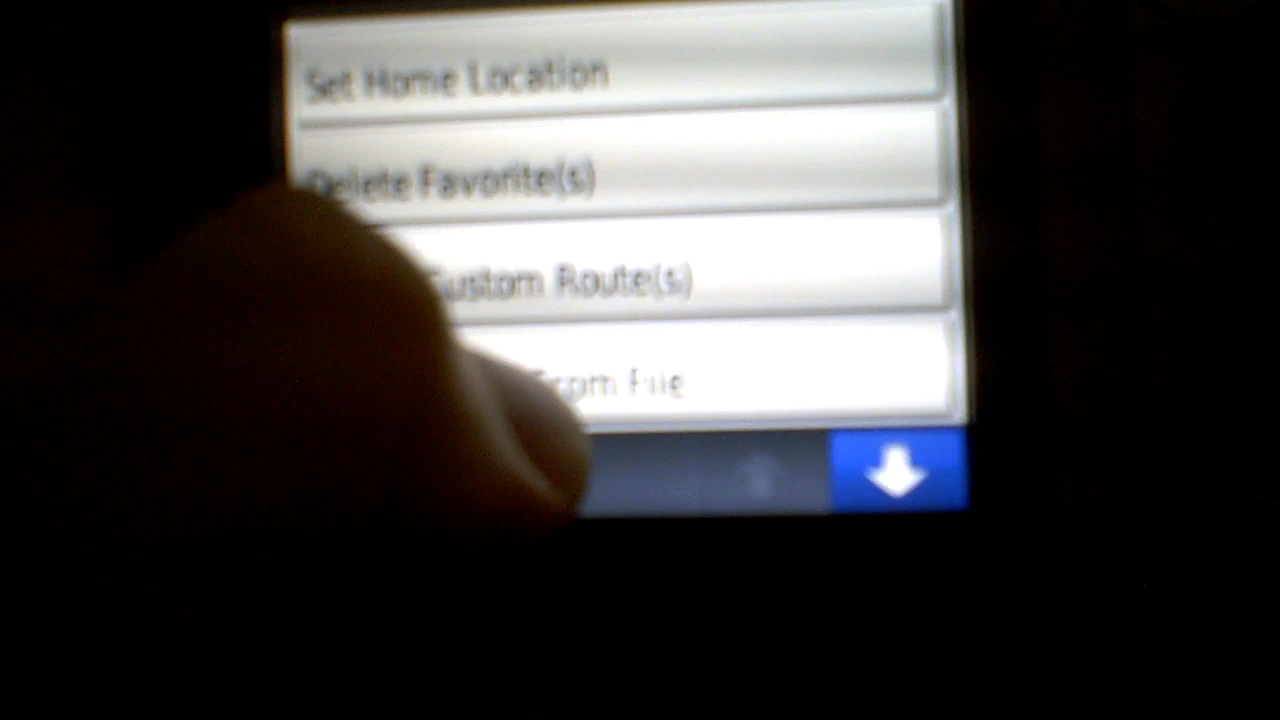 Set Home Location
Delete Favorite(s)
Custom Route(s)
From File